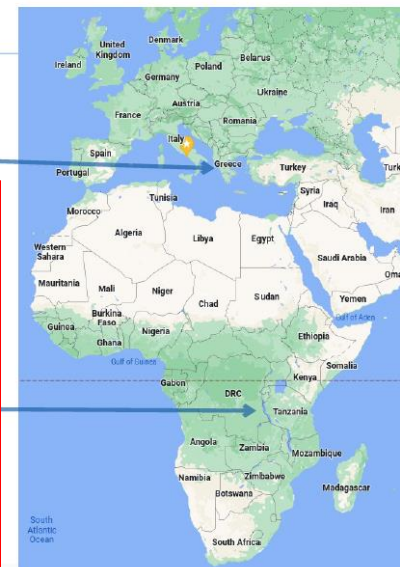 Denmark
United
Kingdom
Ireland
Poland
Belarus
Germany
Ukraine
Austria
France
Romania
Italy
Spain
Portugal
Greece
Turkey
Tunisia
Syria
Morocco
Iraq
Iran
Algeria
Libya
Egypt
Western
Sahara
Saudi Arabia
Mauritania
Mali
Niger
Chad
Sudan
Yemen
Burkina
Faso
Gulf of Aden
Guinea
Nigeria
Ethiopia
Ghana
Somalia
Gulf of Guinea
Gabon
Kenya
DRC
Tanzania
Angola
Zambia
Mozambique
Namibia
Zimbabwe
Madagascar
Botswana
South
Atlantic
Ocean
South Africa